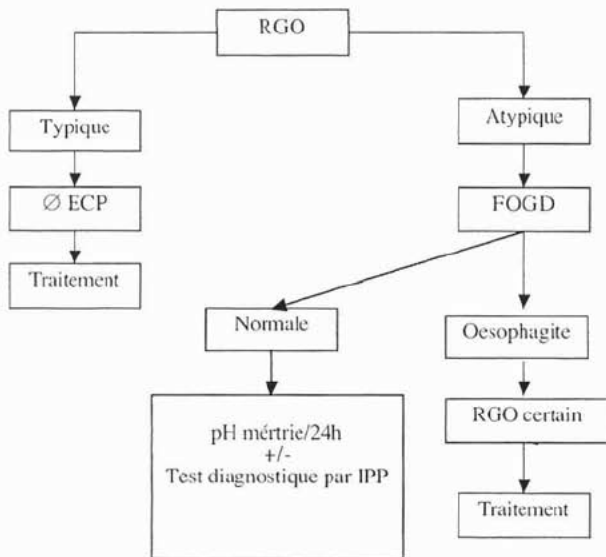 RGO
Typique
Atypique
Ø ECP
FOGD
Traitement
Normale
Oesophagite
pH mértrie/24h
+/-
Test diagnostique par IPP
RGO certain
Traitement